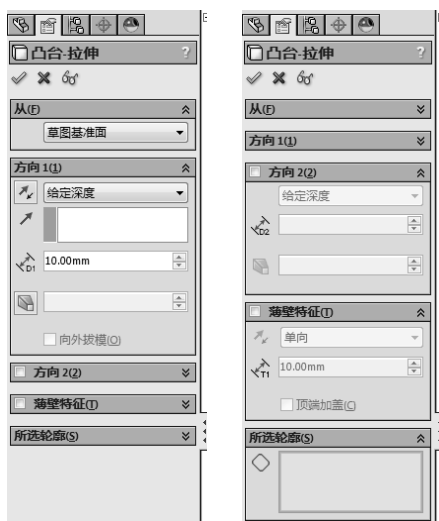 凸台-拉伸 ?
从(F)
草图基准面
方向 1(1)
给定深度
D1 10.00mm
向外拔模(O)
方向 2(2)
薄壁特征(T)
所选轮廓(S)
凸台-拉伸 ?
从(F)
方向 1(1)
方向 2(2)
给定深度
D2
薄壁特征(T)
单向
T1 10.00mm
顶端加盖(C)
所选轮廓(S)